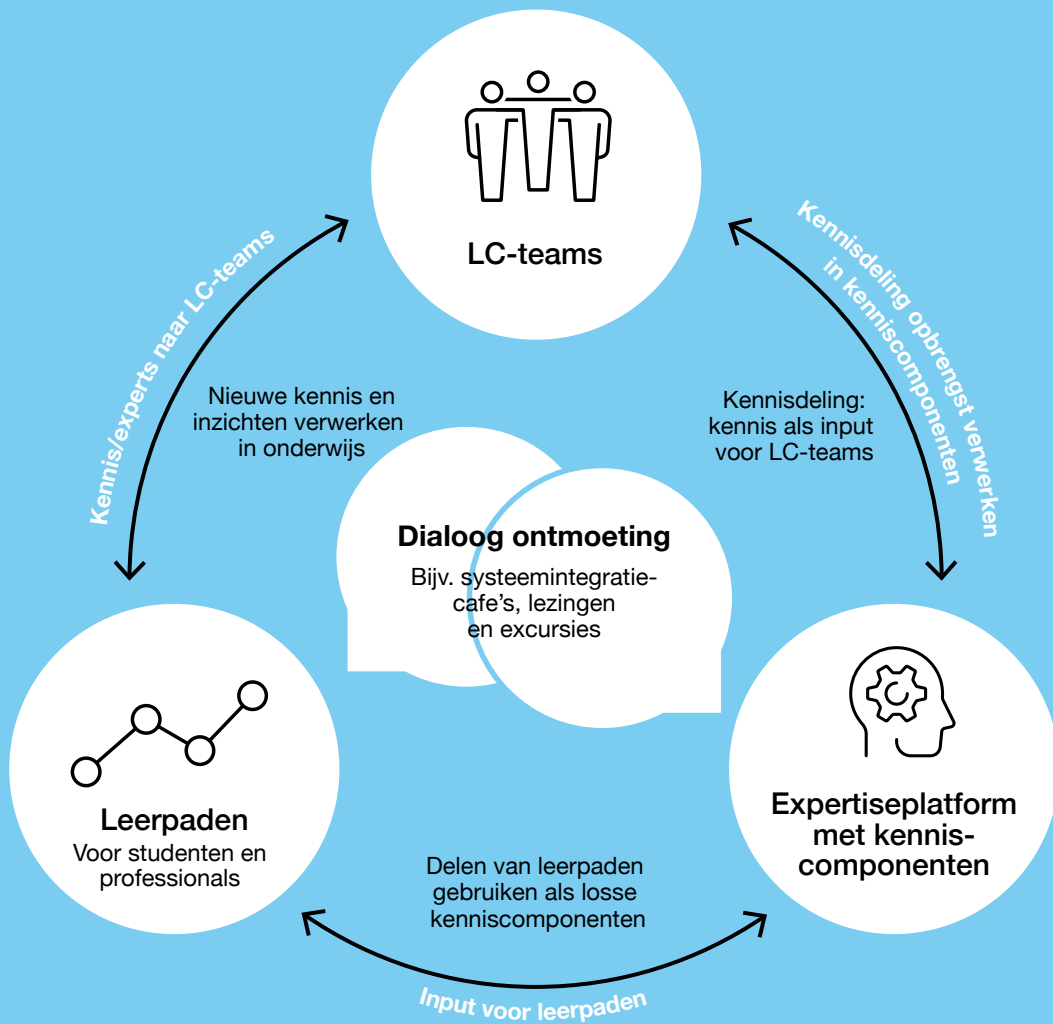 LC-teams
Kennis/experts naar LC-teams
Kennisdeling opbrengst verwerken
in kenniscomponenten
Nieuwe kennis en
inzichten verwerken
in onderwijs
Kennisdeling:
kennis als input
voor LC-teams
Dialoog ontmoeting
Bijv. systeemintegratie-
cafe's, lezingen
en excursies
Leerpaden
Voor studenten en
professionals
Expertiseplatform
met kennis-
componenten
Delen van leerpaden
gebruiken als losse
kenniscomponenten
Input voor leerpaden